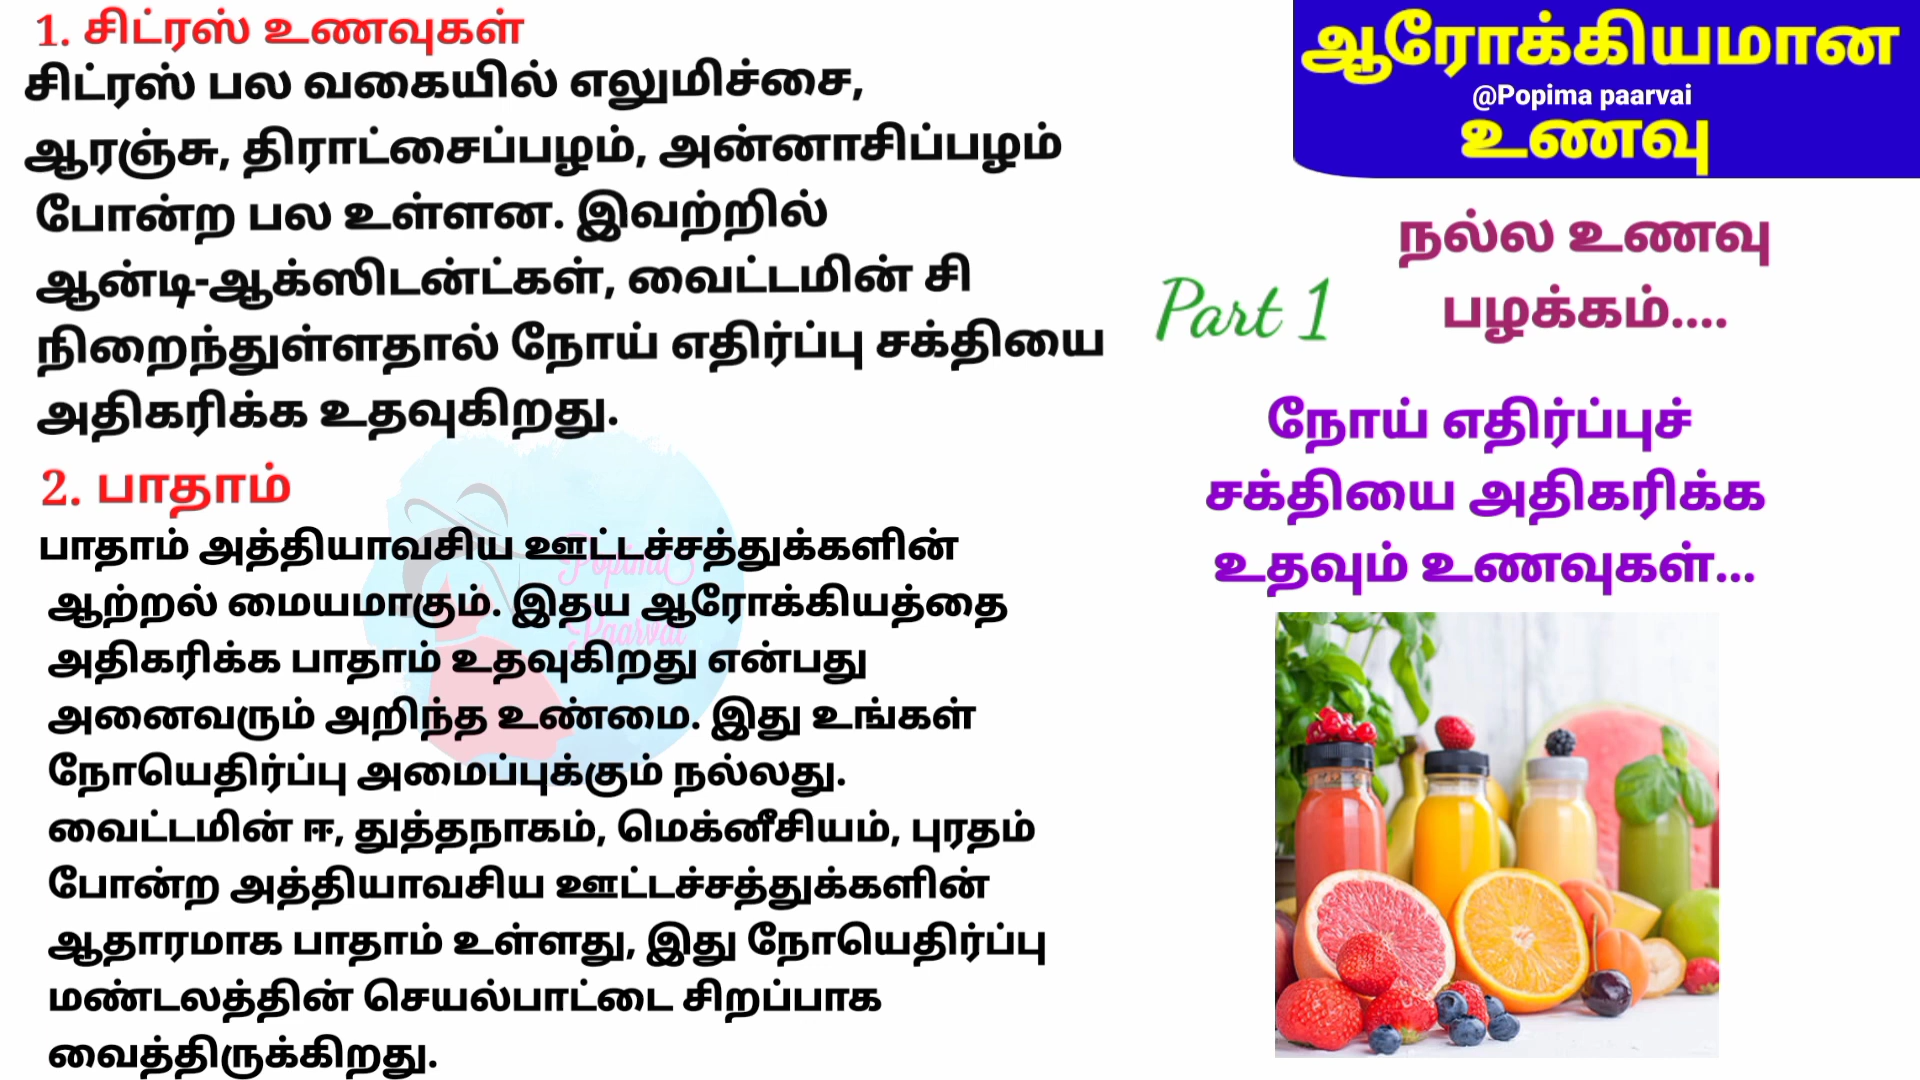 1. சிட்ரஸ் உணவுகள்
சிட்ரஸ் பல வகையில் எலுமிச்சை,
ஆரஞ்சு, திராட்சைப்பழம், அன்னாசிப்பழம்
போன்ற பல உள்ளன. இவற்றில்
ஆன்டி-ஆக்ஸிடன்ட்கள், வைட்டமின் சி
நிறைந்துள்ளதால் நோய் எதிர்ப்பு சக்தியை
அதிகரிக்க உதவுகிறது.
2. பாதாம்
பாதாம் அத்தியாவசிய ஊட்டச்சத்துக்களின்
ஆற்றல் மையமாகும். இதய ஆரோக்கியத்தை
அதிகரிக்க பாதாம் உதவுகிறது என்பது
அனைவரும் அறிந்த உண்மை. இது உங்கள்
நோயெதிர்ப்பு அமைப்புக்கும் நல்லது.
வைட்டமின் ஈ, துத்தநாகம், மெக்னீசியம், புரதம்
போன்ற அத்தியாவசிய ஊட்டச்சத்துக்களின்
ஆதாரமாக பாதாம் உள்ளது, இது நோயெதிர்ப்பு
மண்டலத்தின் செயல்பாட்டை சிறப்பாக
வைத்திருக்கிறது.
Popima
Paarvai
ஆரோக்கியமான
@Popima paarvai
உணவு
நல்ல உணவு
பழக்கம்....
Part 1
நோய் எதிர்ப்புச்
சக்தியை அதிகரிக்க
உதவும் உணவுகள்...